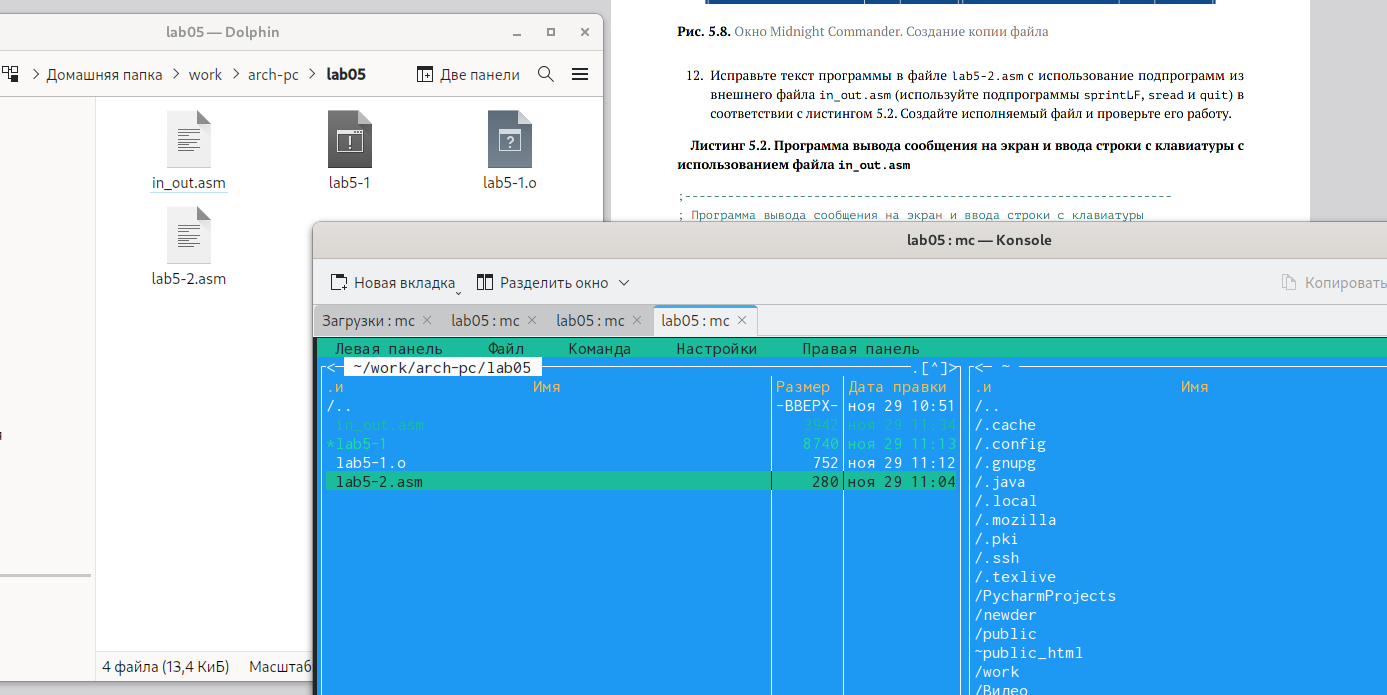 lab05 — Dolphin
Домашняя папка
work
arch-pc
lab05
Две панели
in_out.asm
lab5-1
lab5-1.o
lab5-2.asm
4 файла (13,4 КиБ)
Масштаб
Рис. 5.8. Окно Midnight Commander. Создание копии файла
12. Исправьте текст программы в файле lab5-2.asm с использование подпрограмм из
внешнего файла in_out.asm (используйте подпрограммы sprintLF, sread и quit) в
соответствии с листингом 5.2. Создайте исполняемый файл и проверьте его работу.
Листинг 5.2. Программа вывода сообщения на экран и ввода строки с клавиатуры с
использованием файла in_out.asm
;--------------------------------------------------------------------
; Программа вывода сообщения на экран и ввода строки с клавиатуры
lab05 : mc — Konsole
Новая вкладка
Разделить окно
Копировать
Загрузки : mc
lab05 : mc
lab05 : mc
lab05 : mc
Левая панель Файл Команда Настройки Правая панель
<─ ~/work/arch-pc/lab05 .[^]>
.и Имя Размер Дата правки
/.. -ВВЕРХ- ноя 29 10:51
in_out.asm 3942 ноя 29 11:34
*lab5-1 8740 ноя 29 11:13
lab5-1.o 752 ноя 29 11:12
lab5-2.asm 280 ноя 29 11:04
<─ ~
.и Имя
/..
/.cache
/.config
/.gnupg
/.java
/.local
/.mozilla
/.pki
/.ssh
/.texlive
/PycharmProjects
/newder
/public
~public_html
/work
/Видео